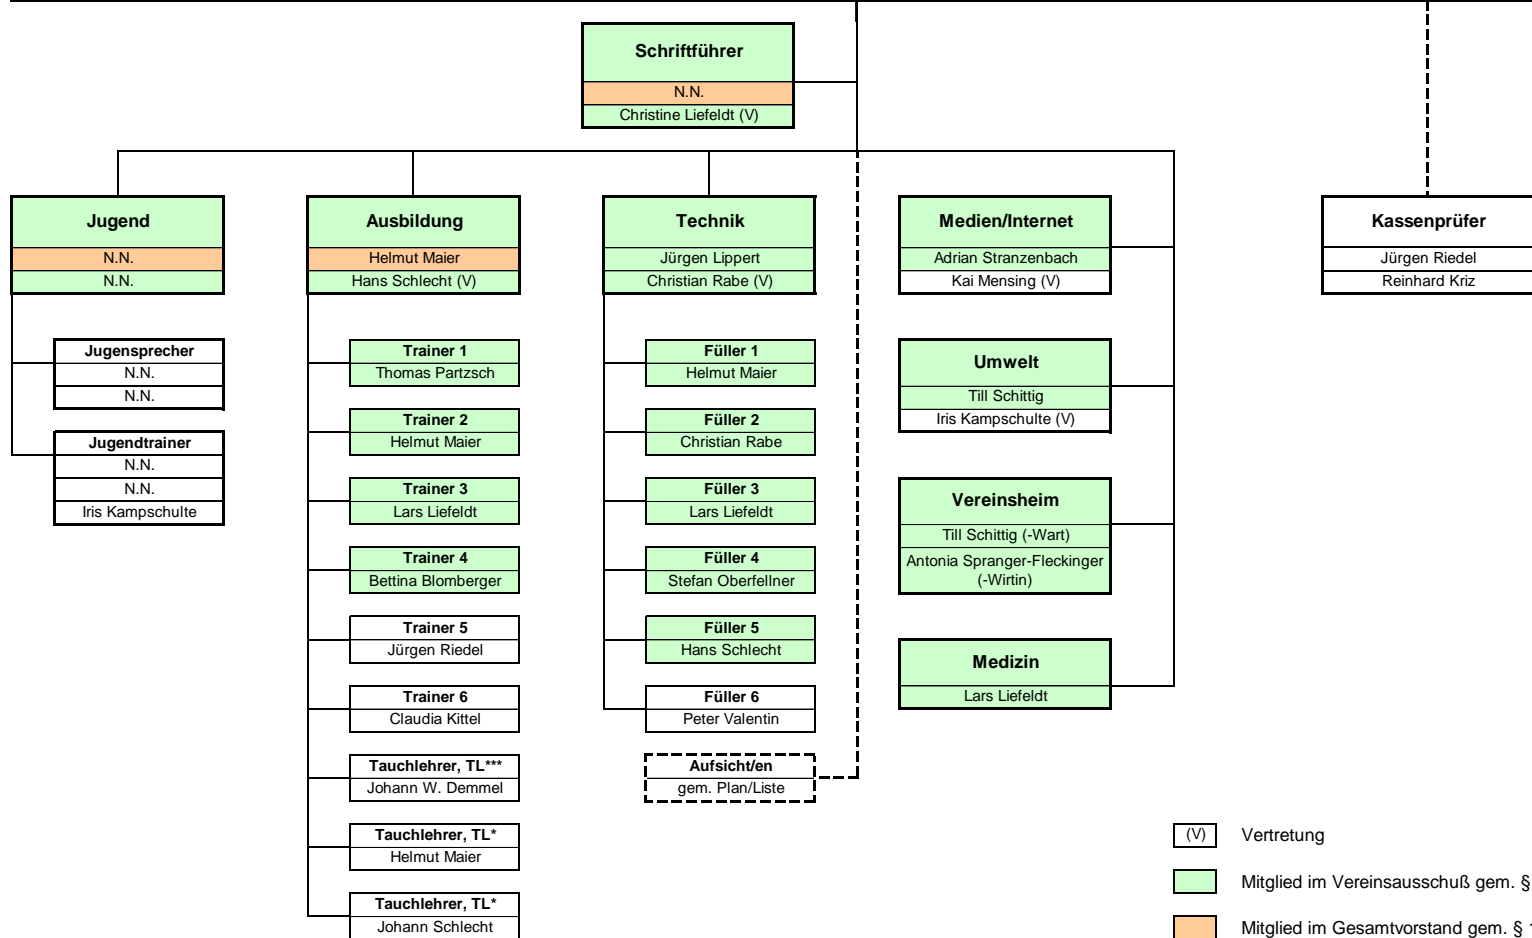 Schriftführer
N.N.
Christine Liefeldt (V)
Jugend
N.N.
N.N.
Jugensprecher
N.N.
N.N.
Jugendtrainer
N.N.
N.N.
Iris Kampschulte
Ausbildung
Helmut Maier
Hans Schlecht (V)
Trainer 1
Thomas Partzsch
Trainer 2
Helmut Maier
Trainer 3
Lars Liefeldt
Trainer 4
Bettina Blomberger
Trainer 5
Jürgen Riedel
Trainer 6
Claudia Kittel
Tauchlehrer, TL***
Johann W. Demmel
Tauchlehrer, TL*
Helmut Maier
Tauchlehrer, TL*
Johann Schlecht
Technik
Jürgen Lippert
Christian Rabe (V)
Füller 1
Helmut Maier
Füller 2
Christian Rabe
Füller 3
Lars Liefeldt
Füller 4
Stefan Oberfellner
Füller 5
Hans Schlecht
Füller 6
Peter Valentin
Aufsicht/en
gem. Plan/Liste
Medien/Internet
Adrian Stranzenbach
Kai Mensing (V)
Umwelt
Till Schittig
Iris Kampschulte (V)
Vereinsheim
Till Schittig (-Wart)
Antonia Spranger-Fleckinger
(-Wirtin)
Medizin
Lars Liefeldt
Kassenprüfer
Jürgen Riedel
Reinhard Kriz
(V) Vertretung
Mitglied im Vereinsausschuß gem. §
Mitglied im Gesamtvorstand gem. §